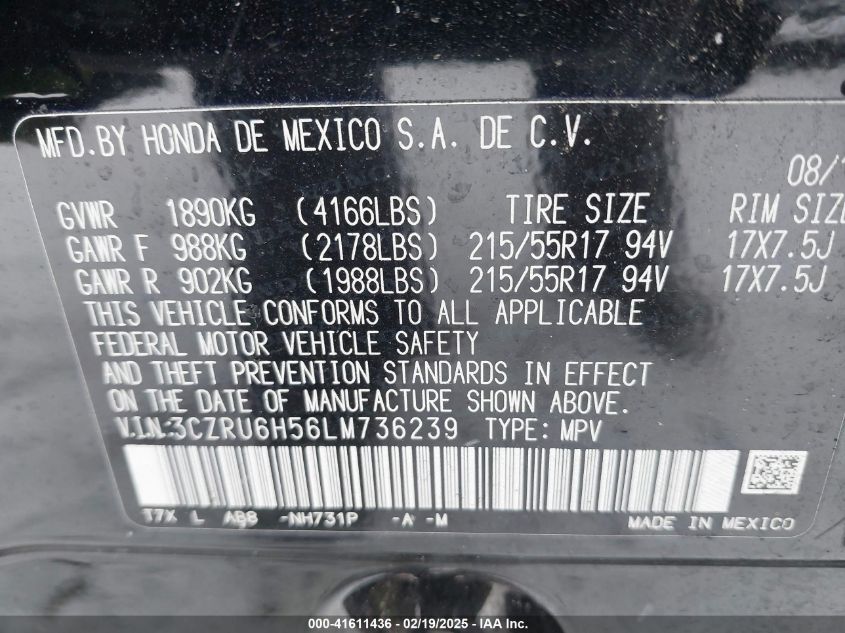 MFD.BY HONDA DE MEXICO S.A. DE C.V.
08/1
GVWR 1890KG (4166LBS) TIRE SIZE RIM SIZE
GAWR F 988KG (2178LBS) 215/55R17 94V 17X7.5J
GAWR R 902KG (1988LBS) 215/55R17 94V 17X7.5J
THIS VEHICLE CONFORMS TO ALL APPLICABLE
FEDERAL MOTOR VEHICLE SAFETY
AND THEFT PREVENTION STANDARDS IN EFFECT
ON THE DATE OF MANUFACTURE SHOWN ABOVE.
V.I.N.:3CZRU6H56LM736239 TYPE: MPV
T7X L ABB -NH731P -A -M
MADE IN MEXICO
000-41611436 - 02/19/2025 - IAA Inc.